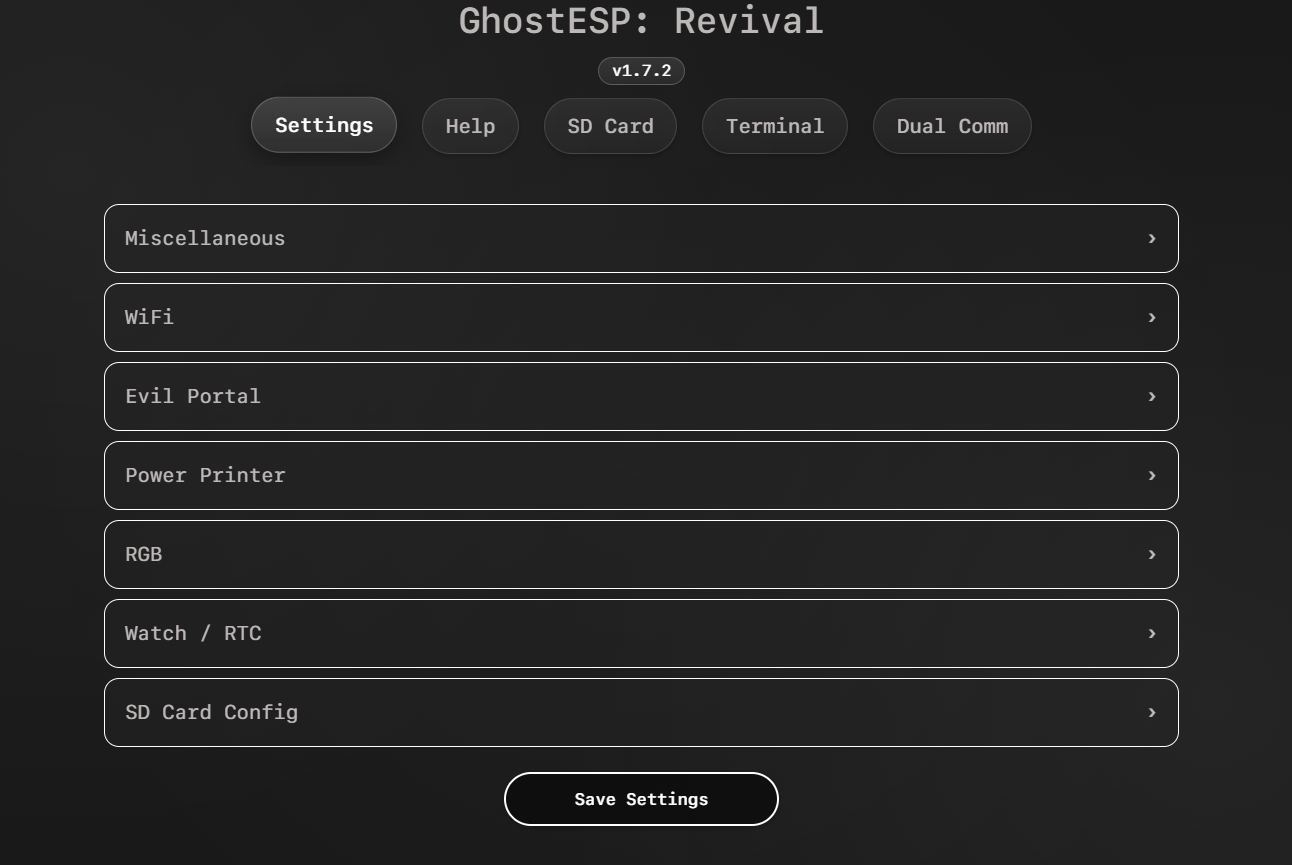 GhostESP: Revival
v1.7.2
Settings Help SD Card Terminal Dual Comm
Miscellaneous ›
WiFi ›
Evil Portal ›
Power Printer ›
RGB ›
Watch / RTC ›
SD Card Config ›
Save Settings